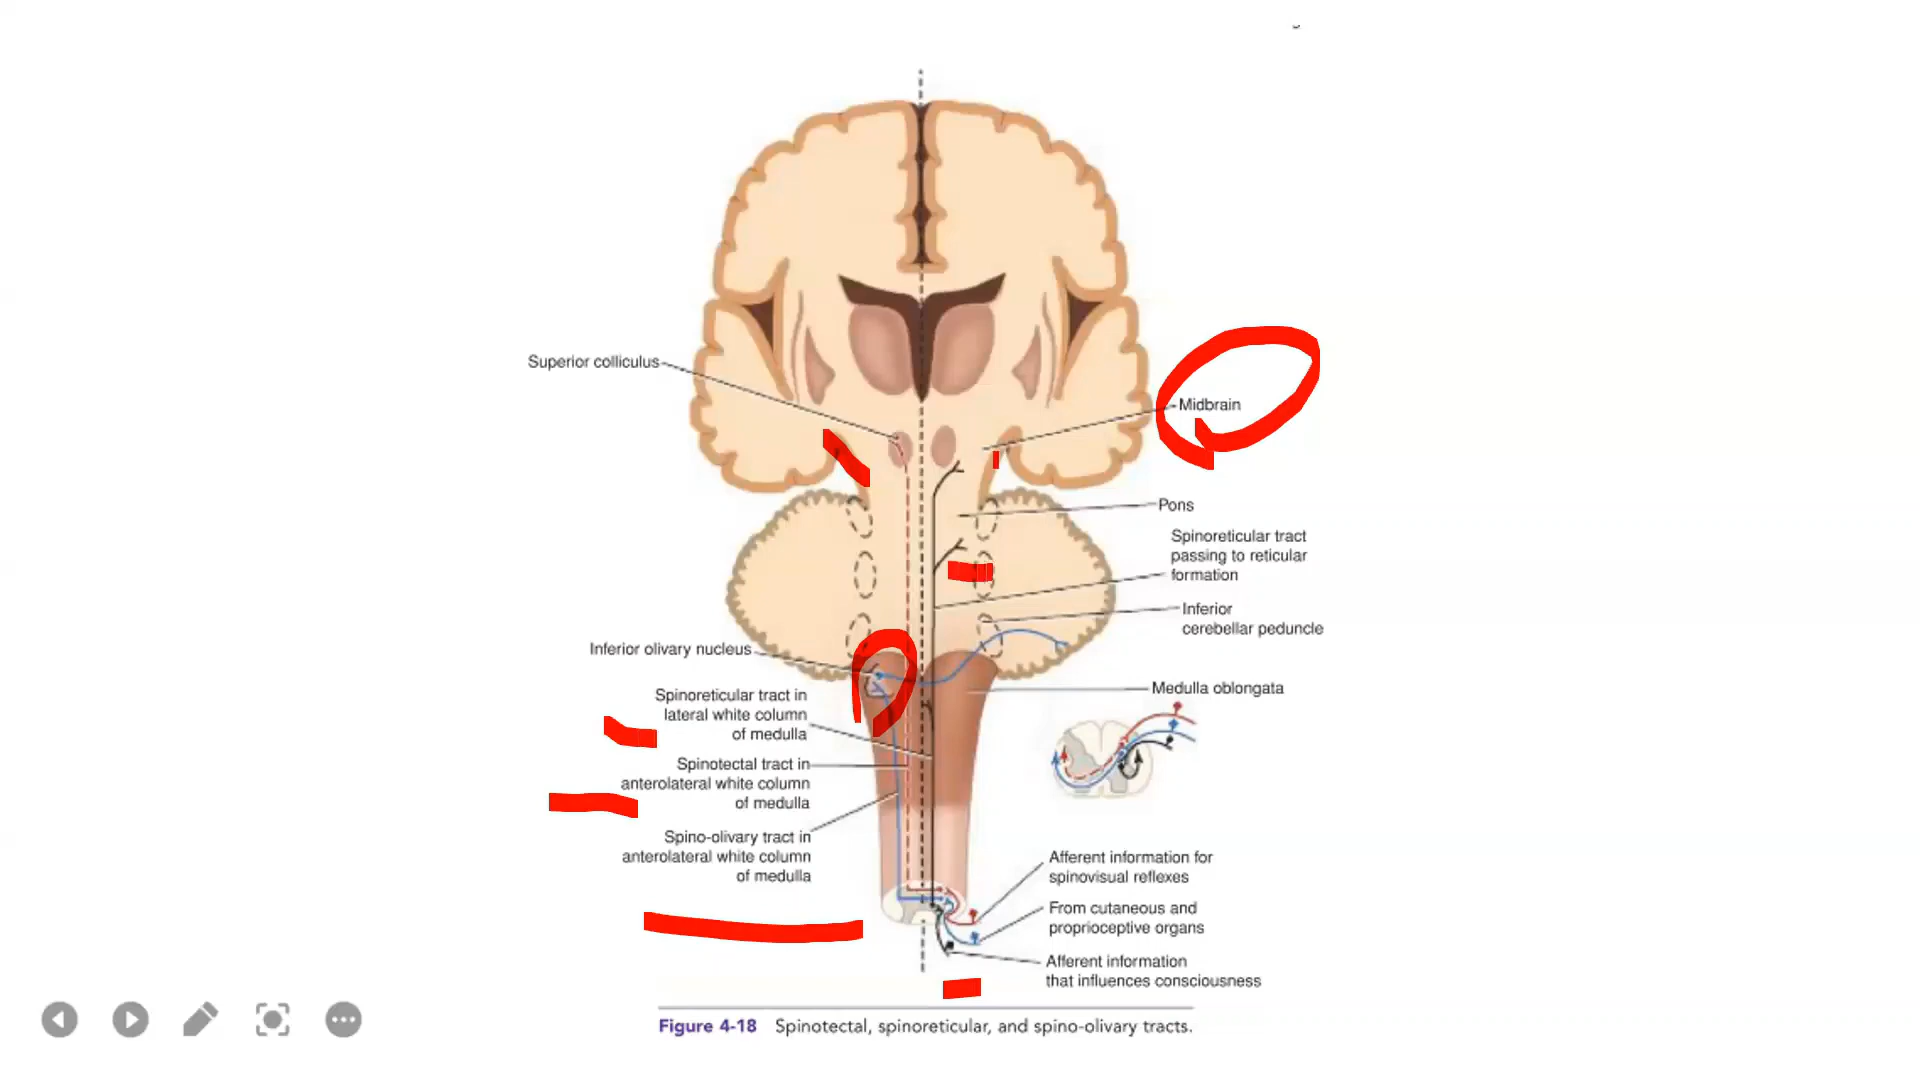 Superior colliculus
Midbrain
Pons
Spinoreticular tract
passing to reticular
formation
Inferior
cerebellar peduncle
Inferior olivary nucleus
Spinoreticular tract in
lateral white column
of medulla
Medulla oblongata
Spinotectal tract in
anterolateral white column
of medulla
Spino-olivary tract in
anterolateral white column
of medulla
Afferent information for
spinovisual reflexes
From cutaneous and
proprioceptive organs
Afferent information
that influences consciousness
Figure 4-18 Spinotectal, spinoreticular, and spino-olivary tracts.